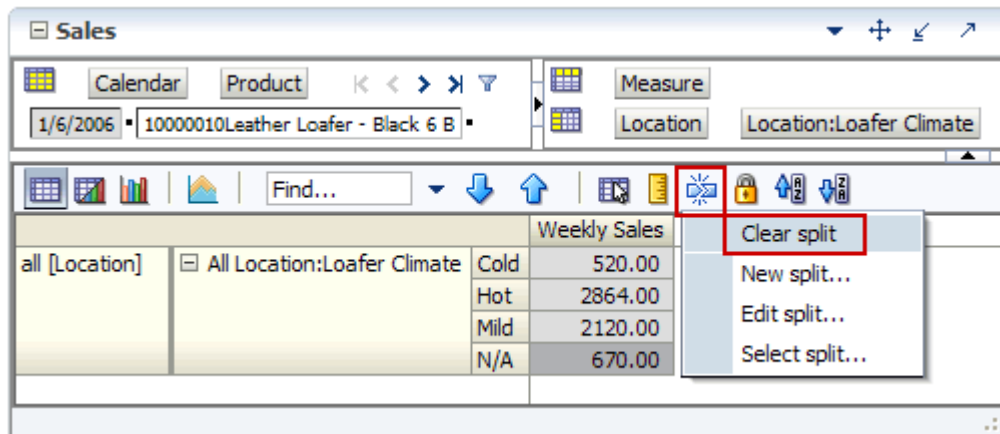 Sales
Calendar Product Measure
1/6/2006 10000010Leather Loafer - Black 6 B Location Location:Loafer Climate
Find...
Weekly Sales
all [Location] All Location:Loafer Climate Cold 520.00
Hot 2864.00
Mild 2120.00
N/A 670.00
Clear split
New split...
Edit split...
Select split...